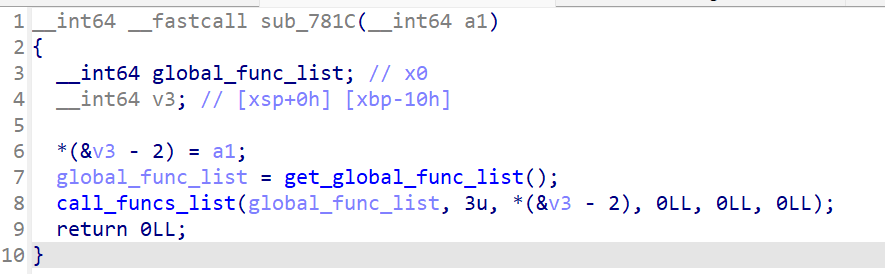 1 __int64 __fastcall sub_781C(__int64 a1)
2 {
3   __int64 global_func_list; // x0
4   __int64 v3; // [xsp+0h] [xbp-10h]
5
6   *(&v3 - 2) = a1;
7   global_func_list = get_global_func_list();
8   call_funcs_list(global_func_list, 3u, *(&v3 - 2), 0LL, 0LL, 0LL);
9   return 0LL;
10 }